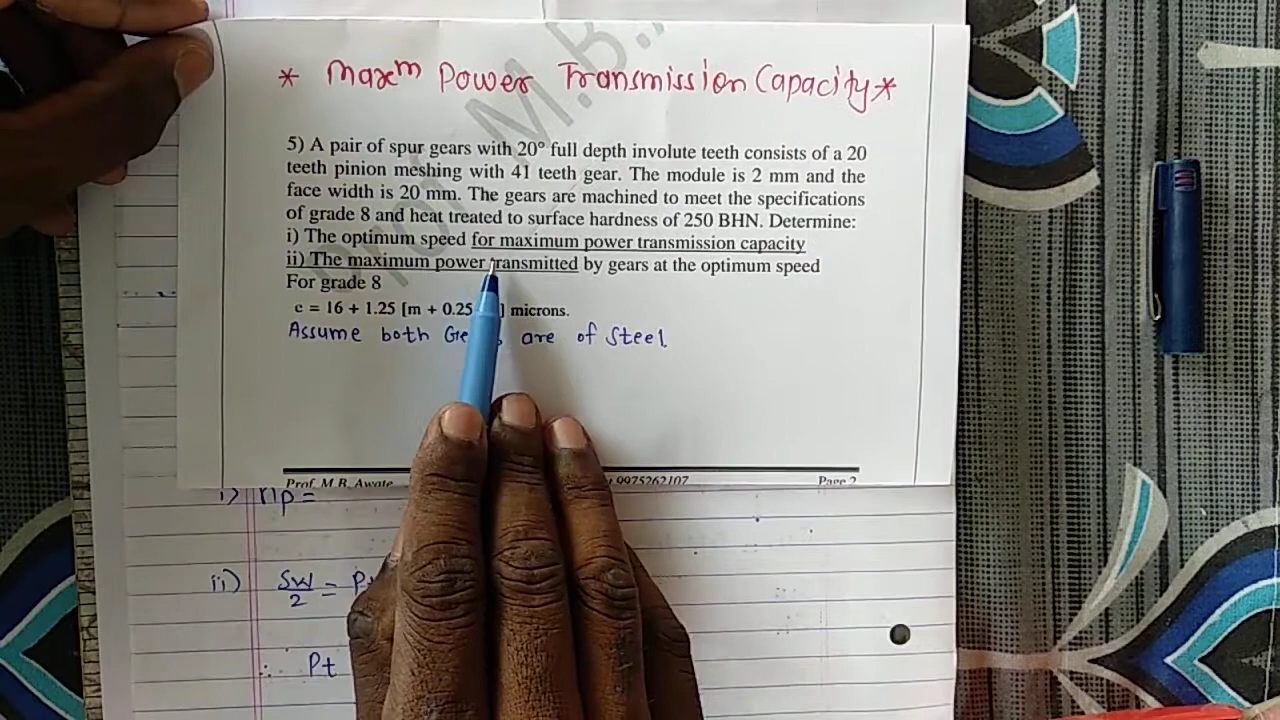 * Maxm Power Transmission Capacity *
5) A pair of spur gears with 20° full depth involute teeth consists of a 20
teeth pinion meshing with 41 teeth gear. The module is 2 mm and the
face width is 20 mm. The gears are machined to meet the specifications
of grade 8 and heat treated to surface hardness of 250 BHN. Determine:
i) The optimum speed for maximum power transmission capacity
ii) The maximum power transmitted by gears at the optimum speed
For grade 8
e = 16 + 1.25 [m + 0.25 ] microns.
Assume both are of Steel.
Prof. M.B. Awate 9975262107 Page 2
i) np =
ii) Sw/2 = 
∴ Pt